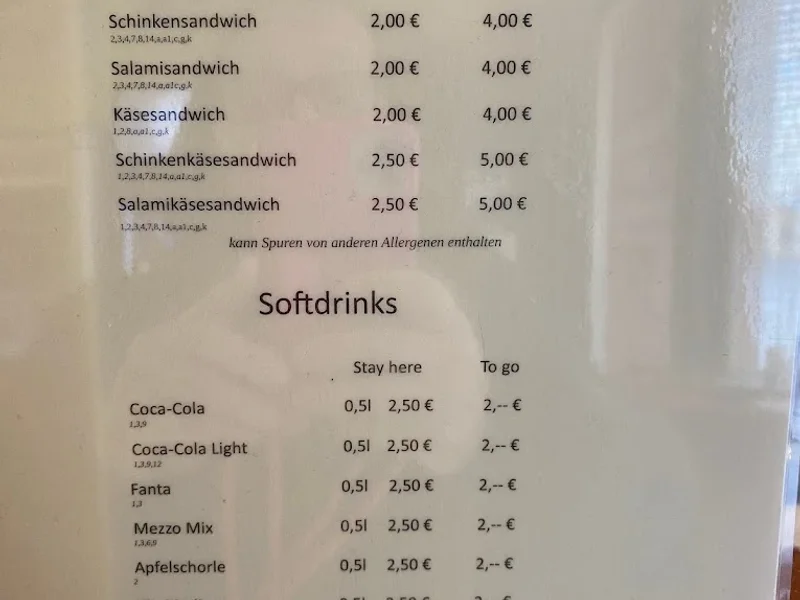 Schinkensandwich 2,00 € 4,00 €
2,3,4,7,8,14,a,a1,c,g,k
Salamisandwich 2,00 € 4,00 €
2,3,4,7,8,14,a,a1c,g,k
Käsesandwich 2,00 € 4,00 €
1,2,8,a,a1,c,g,k
Schinkenkäsesandwich 2,50 € 5,00 €
1,2,3,4,7,8,14,a,a1,c,g,k
Salamikäsesandwich 2,50 € 5,00 €
1,2,3,4,7,8,14,a,a1,c,g,k
kann Spuren von anderen Allergenen enthalten
Softdrinks
Stay here To go
Coca-Cola 0,5l 2,50 € 2,-- €
1,3,9
Coca-Cola Light 0,5l 2,50 € 2,-- €
1,3,9,12
Fanta 0,5l 2,50 € 2,-- €
1,3
Mezzo Mix 0,5l 2,50 € 2,-- €
1,3,6,9
Apfelschorle 0,5l 2,50 € 2,-- €
2